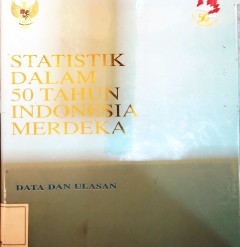 STATISTIK
DALAM
50 TAHUN
INDONESIA
MERDEKA
DATA DAN ULASAN